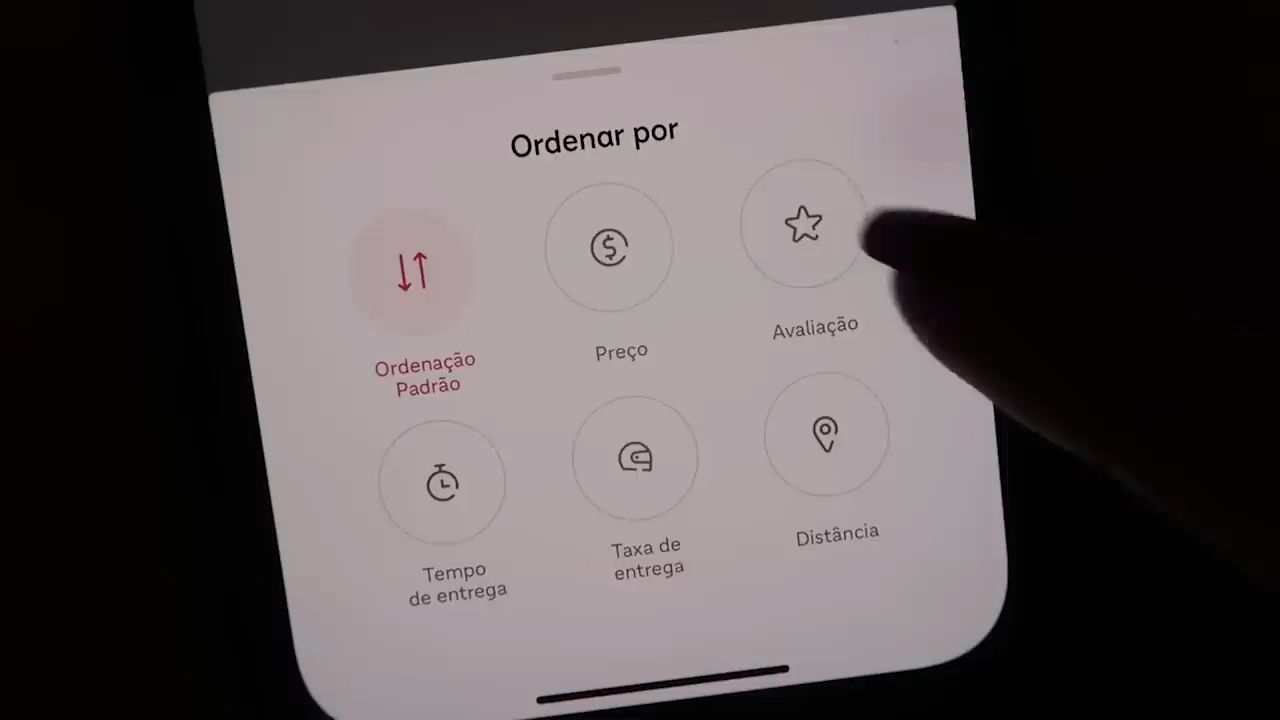 Ordenar por
Ordenação
Padrão
Preço
Avaliação
Tempo
de entrega
Taxa de
entrega
Distância